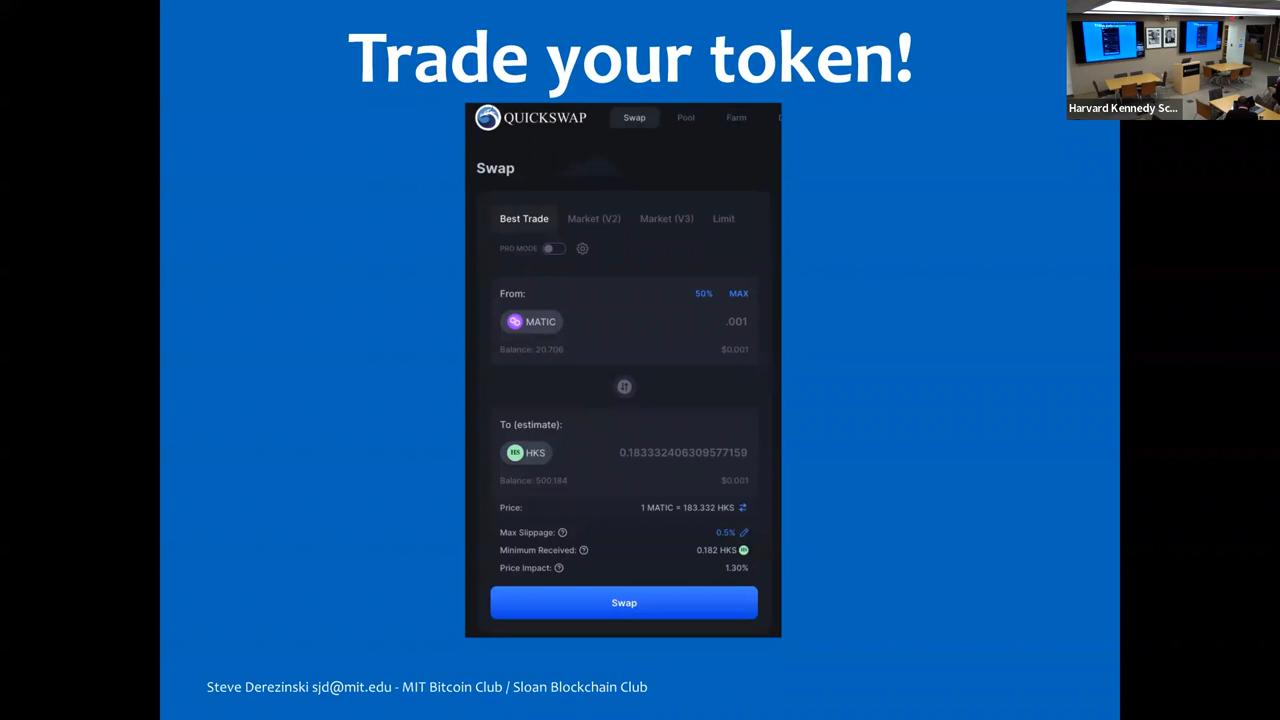 Trade your token!
Harvard Kennedy Sc...
QUICKSWAP Swap Pool Farm
Swap
Best Trade Market (V2) Market (V3) Limit
PRO MODE
From: 50% MAX
MATIC .001
Balance: 20.706 $0.001
To (estimate):
HS HKS 0.183332406309577159
Balance: 500.184 $0.001
Price: 1 MATIC = 183.332 HKS
Max Slippage: ? 0.5%
Minimum Received: ? 0.182 HKS HS
Price Impact: ? 1.30%
Swap
Steve Derezinski sjd@mit.edu - MIT Bitcoin Club / Sloan Blockchain Club